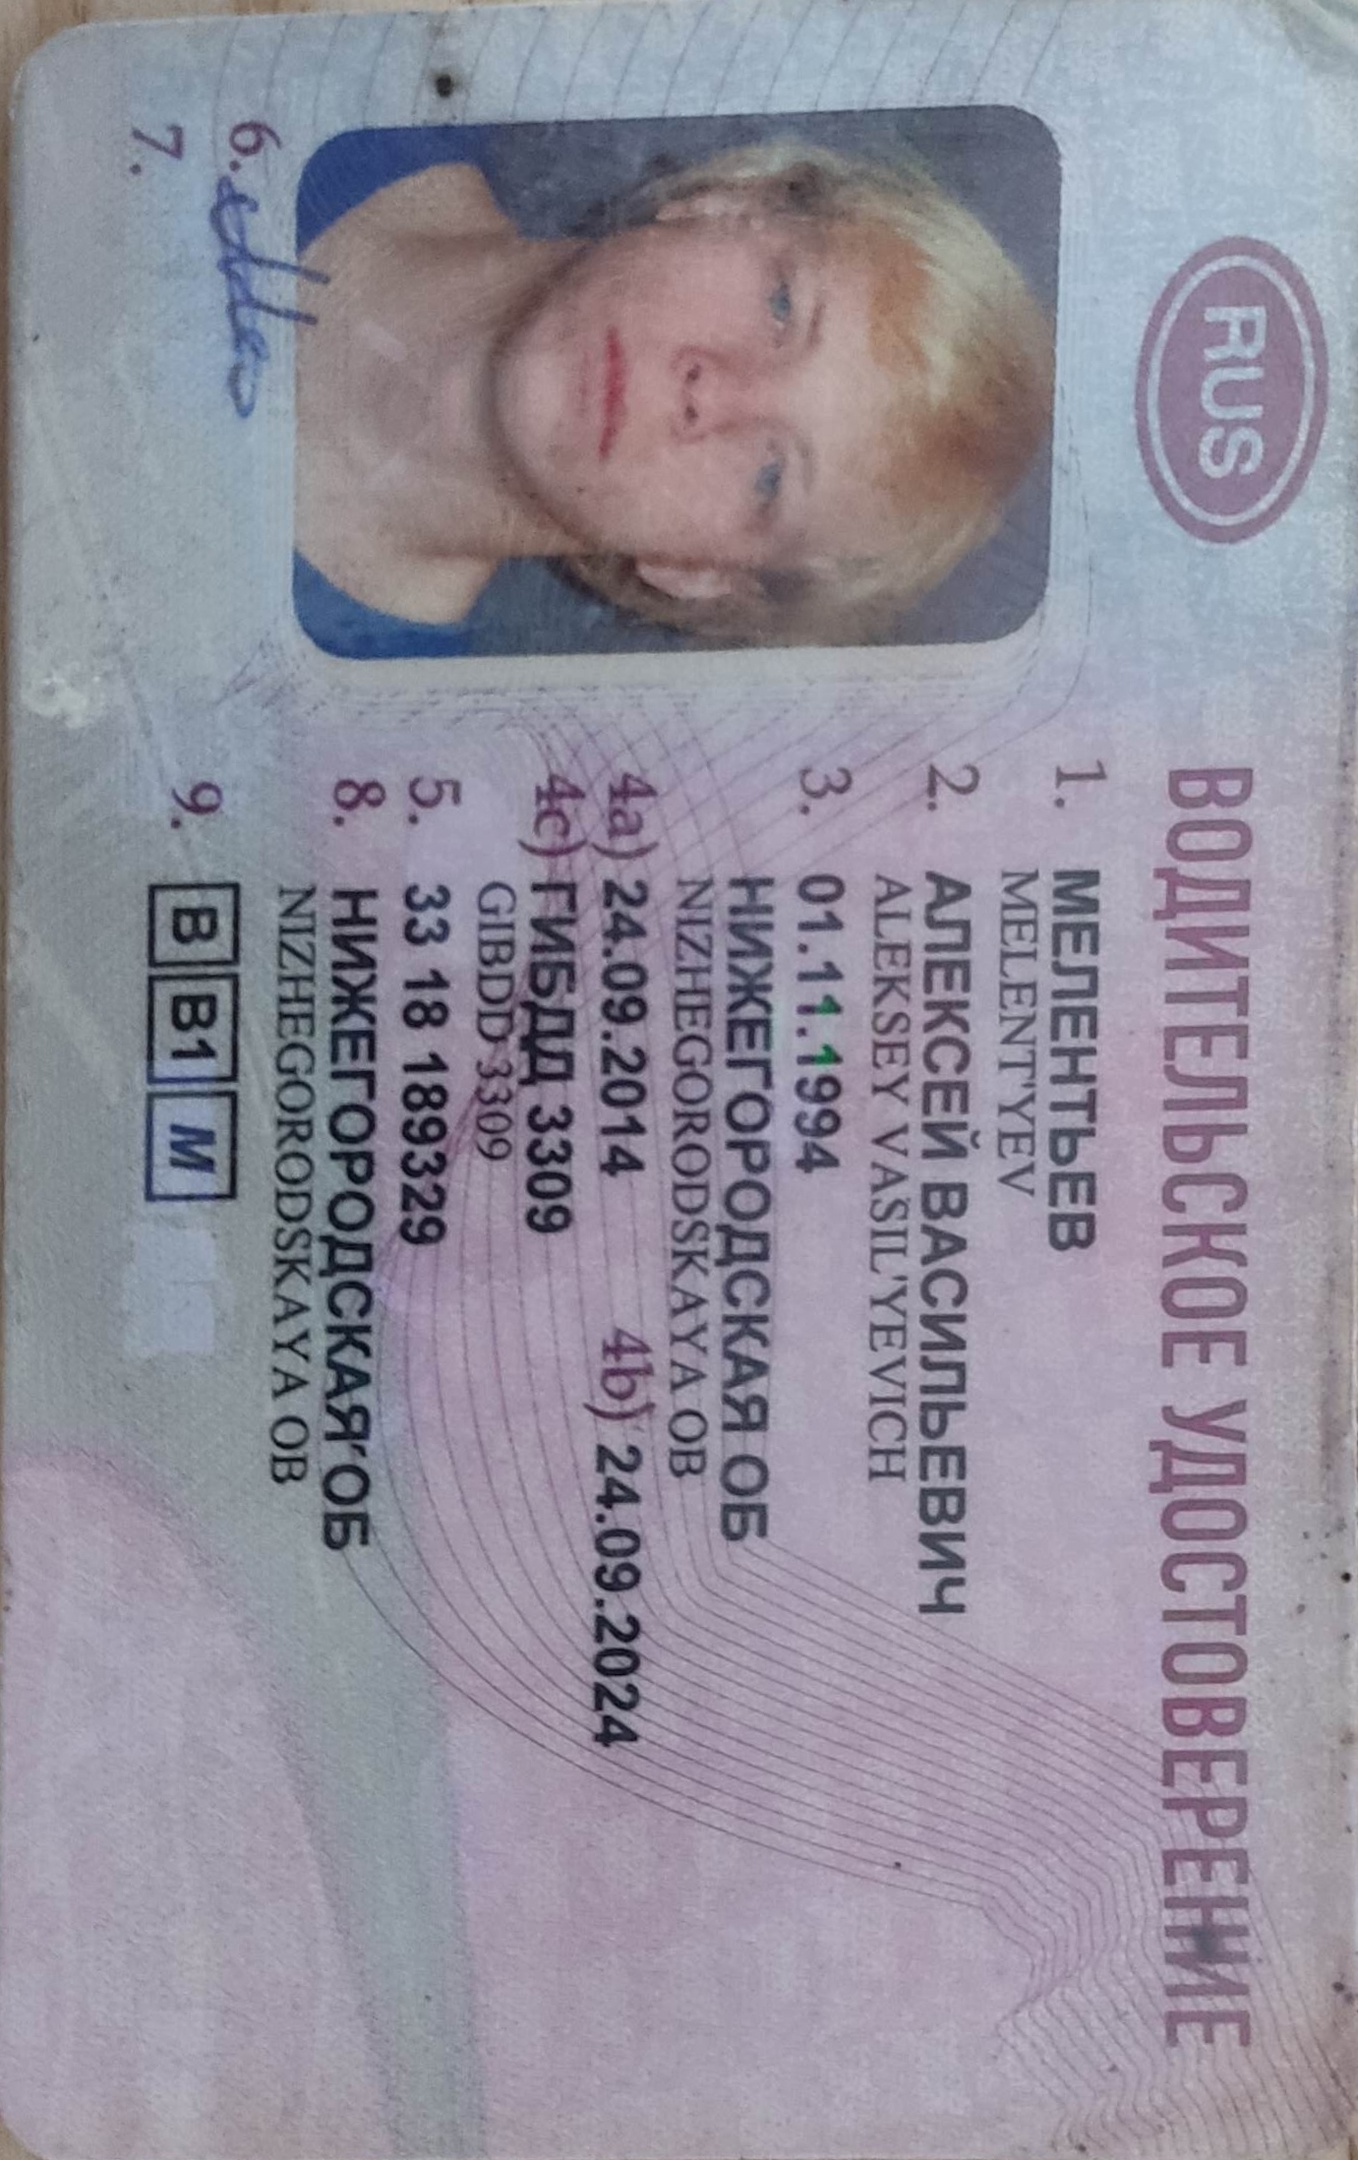 RUS
ВОДИТЕЛЬСКОЕ УДОСТОВЕРЕНИЕ
1. МЕЛЕНТЬЕВ
MELENT'YEV
2. АЛЕКСЕЙ ВАСИЛЬЕВИЧ
ALEKSEY VASIL'YEVICH
3. 01.11.1994
НИЖЕГОРОДСКАЯ ОБ
NIZHEGORODSKAYA OB
4a) 24.09.2014 4b) 24.09.2024
4c) ГИБДД 3309
GIBDD 3309
5. 33 18 189329
8. НИЖЕГОРОДСКАЯ ОБ
NIZHEGORODSKAYA OB
9. B B1 M
6.
7.